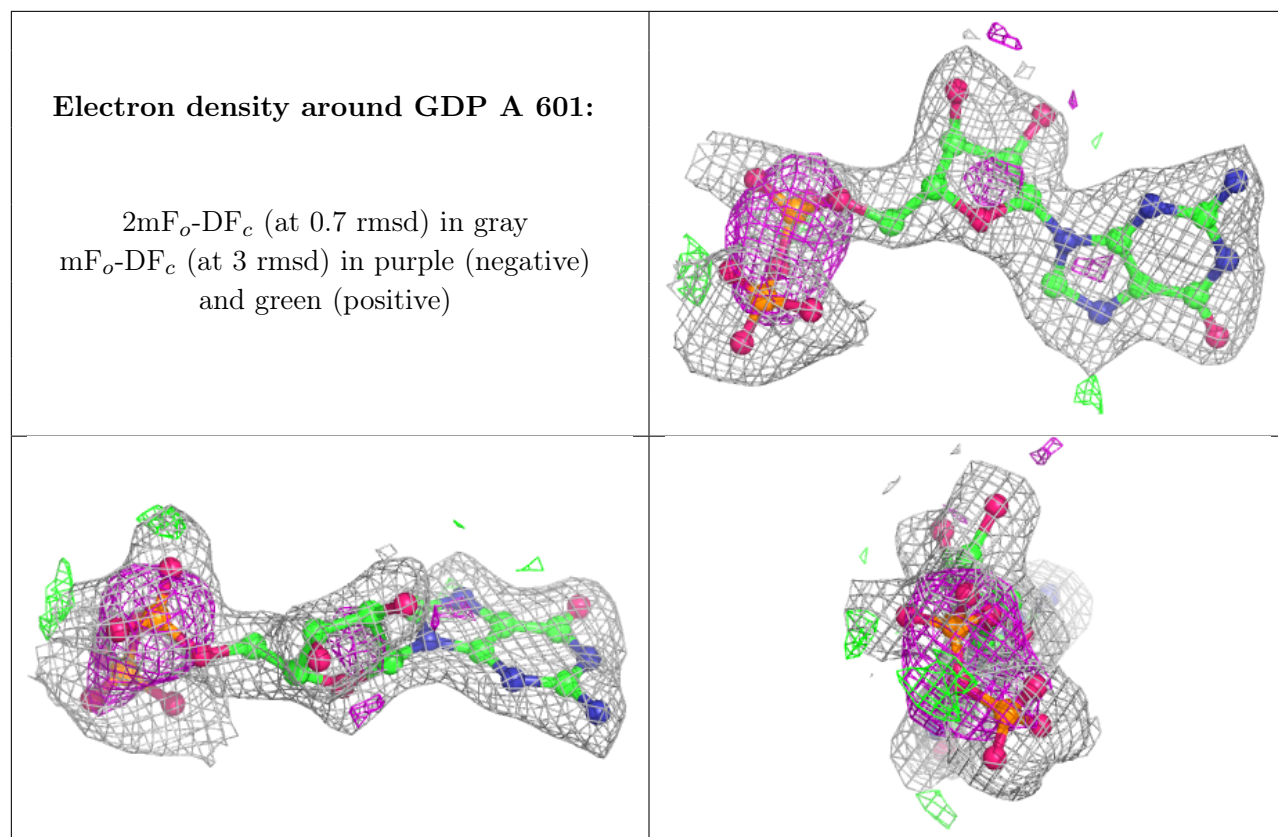 Electron density around GDP A 601:
2mFo-DFc (at 0.7 rmsd) in gray
mFo-DFc (at 3 rmsd) in purple (negative)
and green (positive)